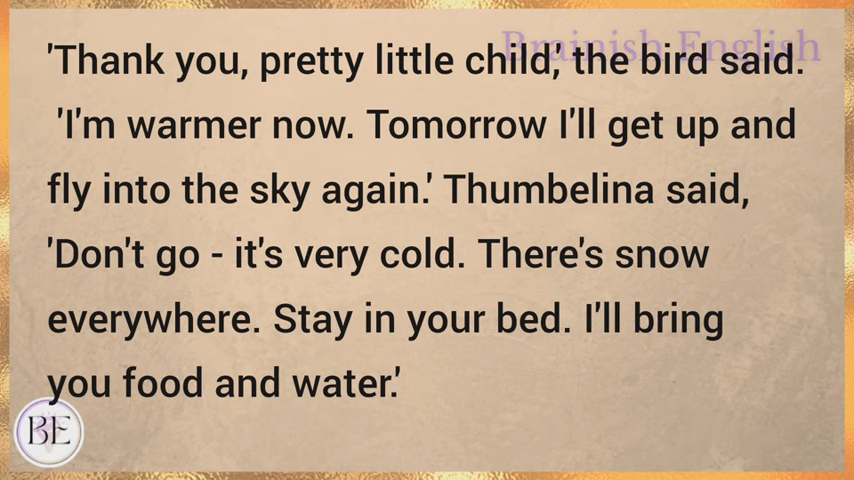 Brainish English
'Thank you, pretty little child,' the bird said.
'I'm warmer now. Tomorrow I'll get up and
fly into the sky again.' Thumbelina said,
'Don't go - it's very cold. There's snow
everywhere. Stay in your bed. I'll bring
you food and water.'
BE